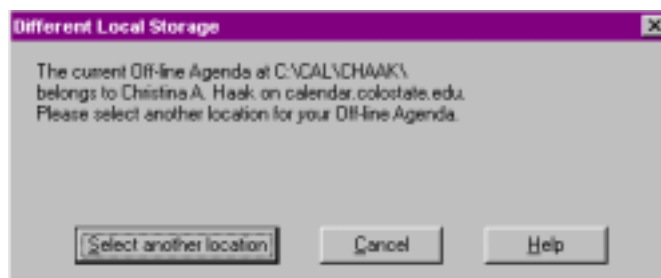 Different Local Storage
The current Off-line Agenda at C:\CAL\CHAAK\
belongs to Christina A. Haak on calendar.colostate.edu.
Please select another location for your Off-line Agenda.
Select another location Cancel Help